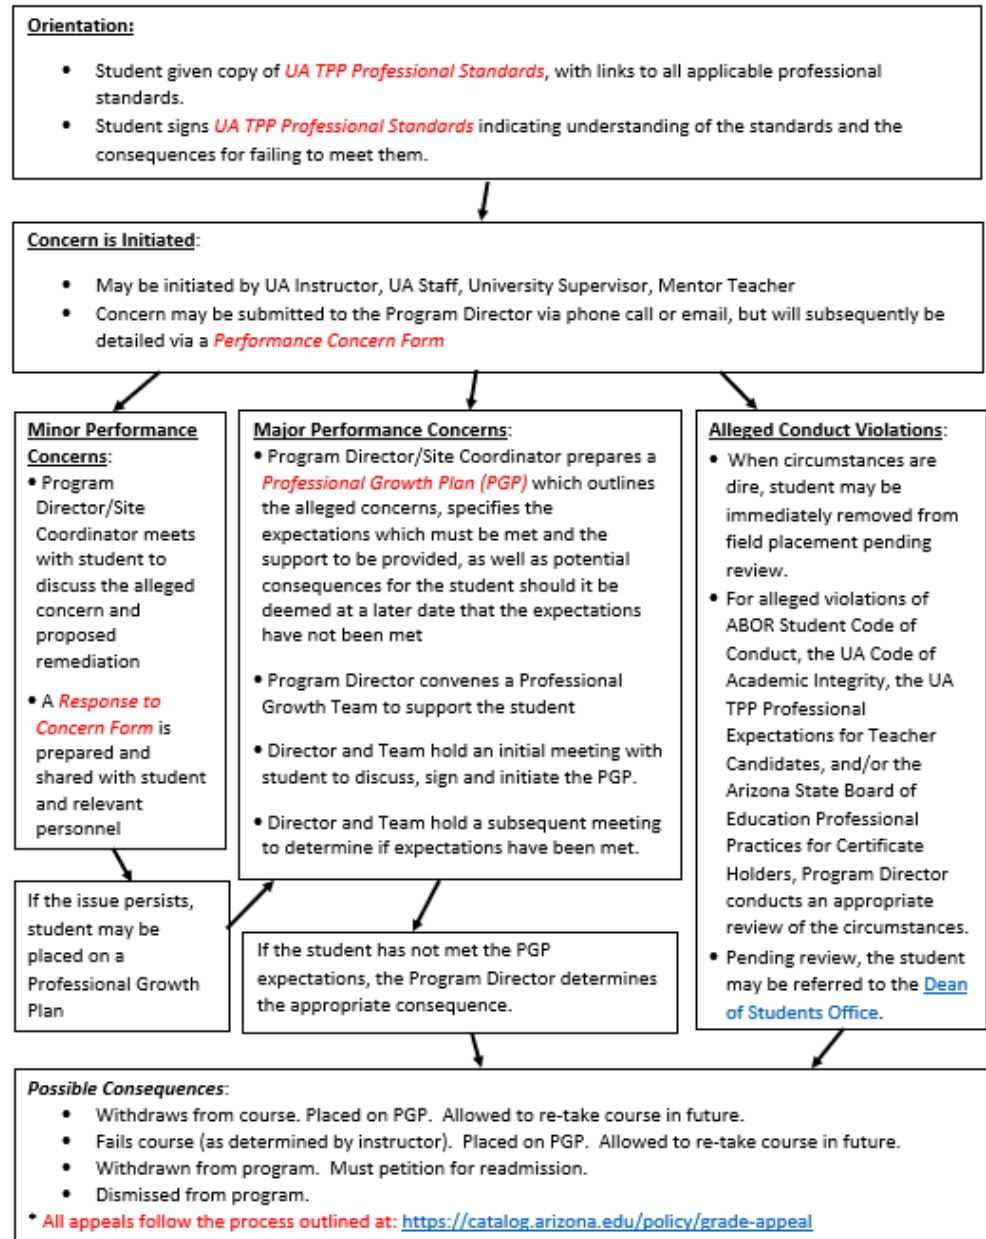 Orientation:
• Student given copy of UA TPP Professional Standards, with links to all applicable professional
standards.
• Student signs UA TPP Professional Standards indicating understanding of the standards and the
consequences for failing to meet them.
Concern is Initiated:
• May be initiated by UA Instructor, UA Staff, University Supervisor, Mentor Teacher
• Concern may be submitted to the Program Director via phone call or email, but will subsequently be
detailed via a Performance Concern Form
Minor Performance
Concerns:
• Program
Director/Site
Coordinator meets
with student to
discuss the alleged
concern and
proposed
remediation
• A Response to
Concern Form is
prepared and
shared with student
and relevant
personnel
If the issue persists,
student may be
placed on a
Professional Growth
Plan
Major Performance Concerns:
• Program Director/Site Coordinator prepares a
Professional Growth Plan (PGP) which outlines
the alleged concerns, specifies the
expectations which must be met and the
support to be provided, as well as potential
consequences for the student should it be
deemed at a later date that the expectations
have not been met
• Program Director convenes a Professional
Growth Team to support the student
• Director and Team hold an initial meeting with
student to discuss, sign and initiate the PGP.
• Director and Team hold a subsequent meeting
to determine if expectations have been met.
If the student has not met the PGP
expectations, the Program Director determines
the appropriate consequence.
Alleged Conduct Violations:
• When circumstances are
dire, student may be
immediately removed from
field placement pending
review.
• For alleged violations of
ABOR Student Code of
Conduct, the UA Code of
Academic Integrity, the UA
TPP Professional
Expectations for Teacher
Candidates, and/or the
Arizona State Board of
Education Professional
Practices for Certificate
Holders, Program Director
conducts an appropriate
review of the circumstances.
• Pending review, the student
may be referred to the Dean
of Students Office.
Possible Consequences:
• Withdraws from course. Placed on PGP. Allowed to re-take course in future.
• Fails course (as determined by instructor). Placed on PGP. Allowed to re-take course in future.
• Withdrawn from program. Must petition for readmission.
• Dismissed from program.
* All appeals follow the process outlined at: https://catalog.arizona.edu/policy/grade-appeal